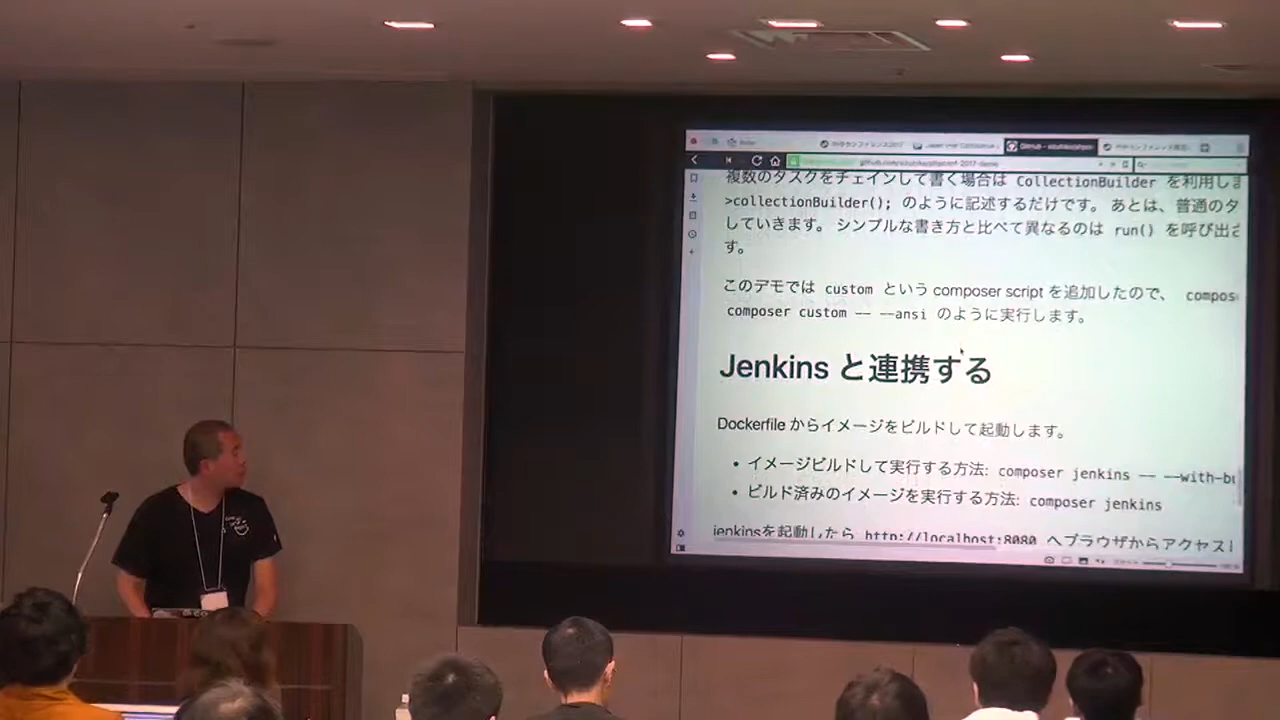 複数のタスクをチェインして書く場合は CollectionBuilder を利用しま
>collectionBuilder(); のように記述するだけです。 あとは、普通のタ
していきます。 シンプルな書き方と比べて異なるのは run() を呼び出さ
す。
このデモでは custom という composer script を追加したので、 compos
composer custom -- --ansi のように実行します。
Jenkins と連携する
Dockerfile からイメージをビルドして起動します。
• イメージビルドして実行する方法: composer jenkins -- --with-bu
• ビルド済みのイメージを実行する方法: composer jenkins
jenkinsを起動したら http://localhost:8080 へブラウザからアクセスし